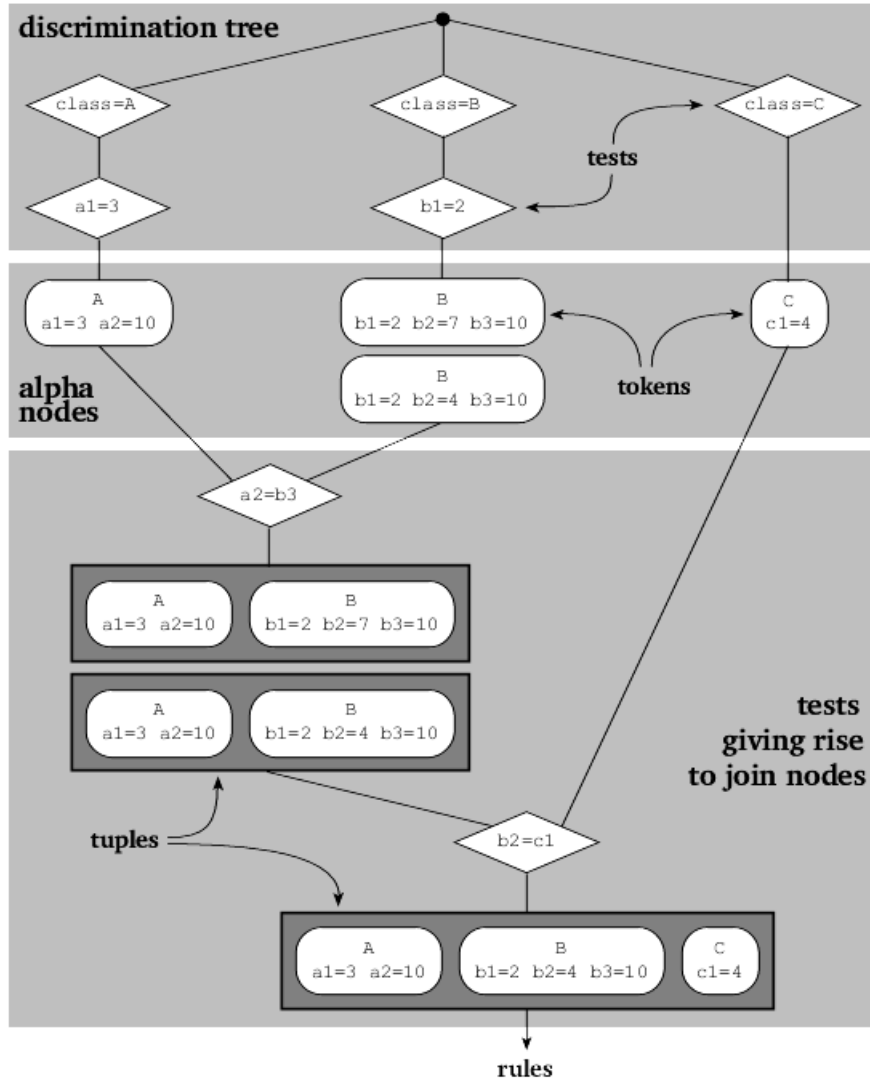 discrimination tree
class=A
class=B
class=C
tests
a1=3
b1=2
A
a1=3 a2=10
B
b1=2 b2=7 b3=10
C
c1=4
B
b1=2 b2=4 b3=10
alpha
nodes
tokens
a2=b3
A
a1=3 a2=10
B
b1=2 b2=7 b3=10
A
a1=3 a2=10
B
b1=2 b2=4 b3=10
tests
giving rise
to join nodes
tuples
b2=c1
A
a1=3 a2=10
B
b1=2 b2=4 b3=10
C
c1=4
rules